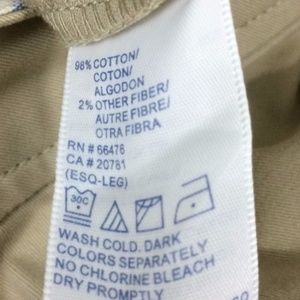 98% COTTON/
COTON/
ALGODON
2% OTHER FIBER/
AUTRE FIBRE/
OTRA FIBRA
RN # 66476
CA # 20781
(ESQ-LEG)
30C
WASH COLD. DARK
COLORS SEPARATELY
NO CHLORINE BLEACH
DRY PROMPTLY